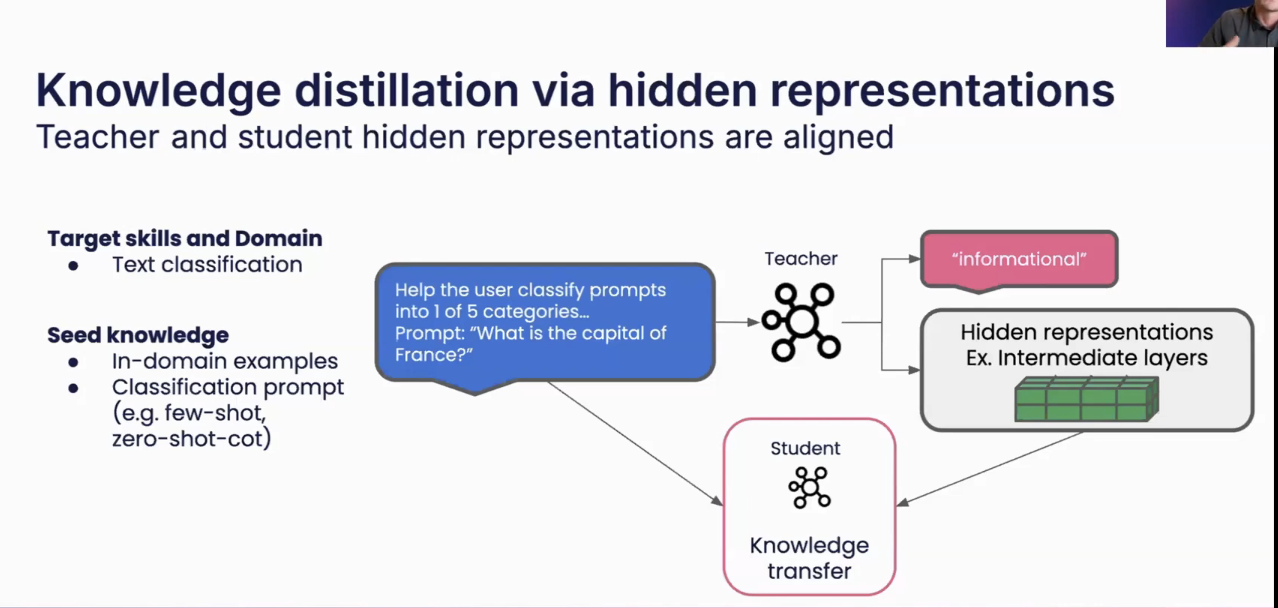 Knowledge distillation via hidden representations
Teacher and student hidden representations are aligned
Target skills and Domain
● Text classification
Seed knowledge
● In-domain examples
● Classification prompt
(e.g. few-shot,
zero-shot-cot)
Help the user classify prompts
into 1 of 5 categories...
Prompt: “What is the capital of
France?”
Teacher
“informational”
Hidden representations
Ex. Intermediate layers
Student
Knowledge
transfer